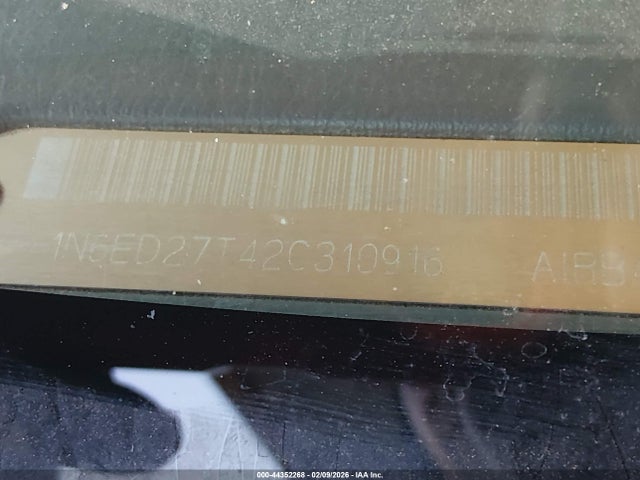 1N6ED27T42C310916 AIRB
000-44352268 - 02/09/2026 - IAA Inc.